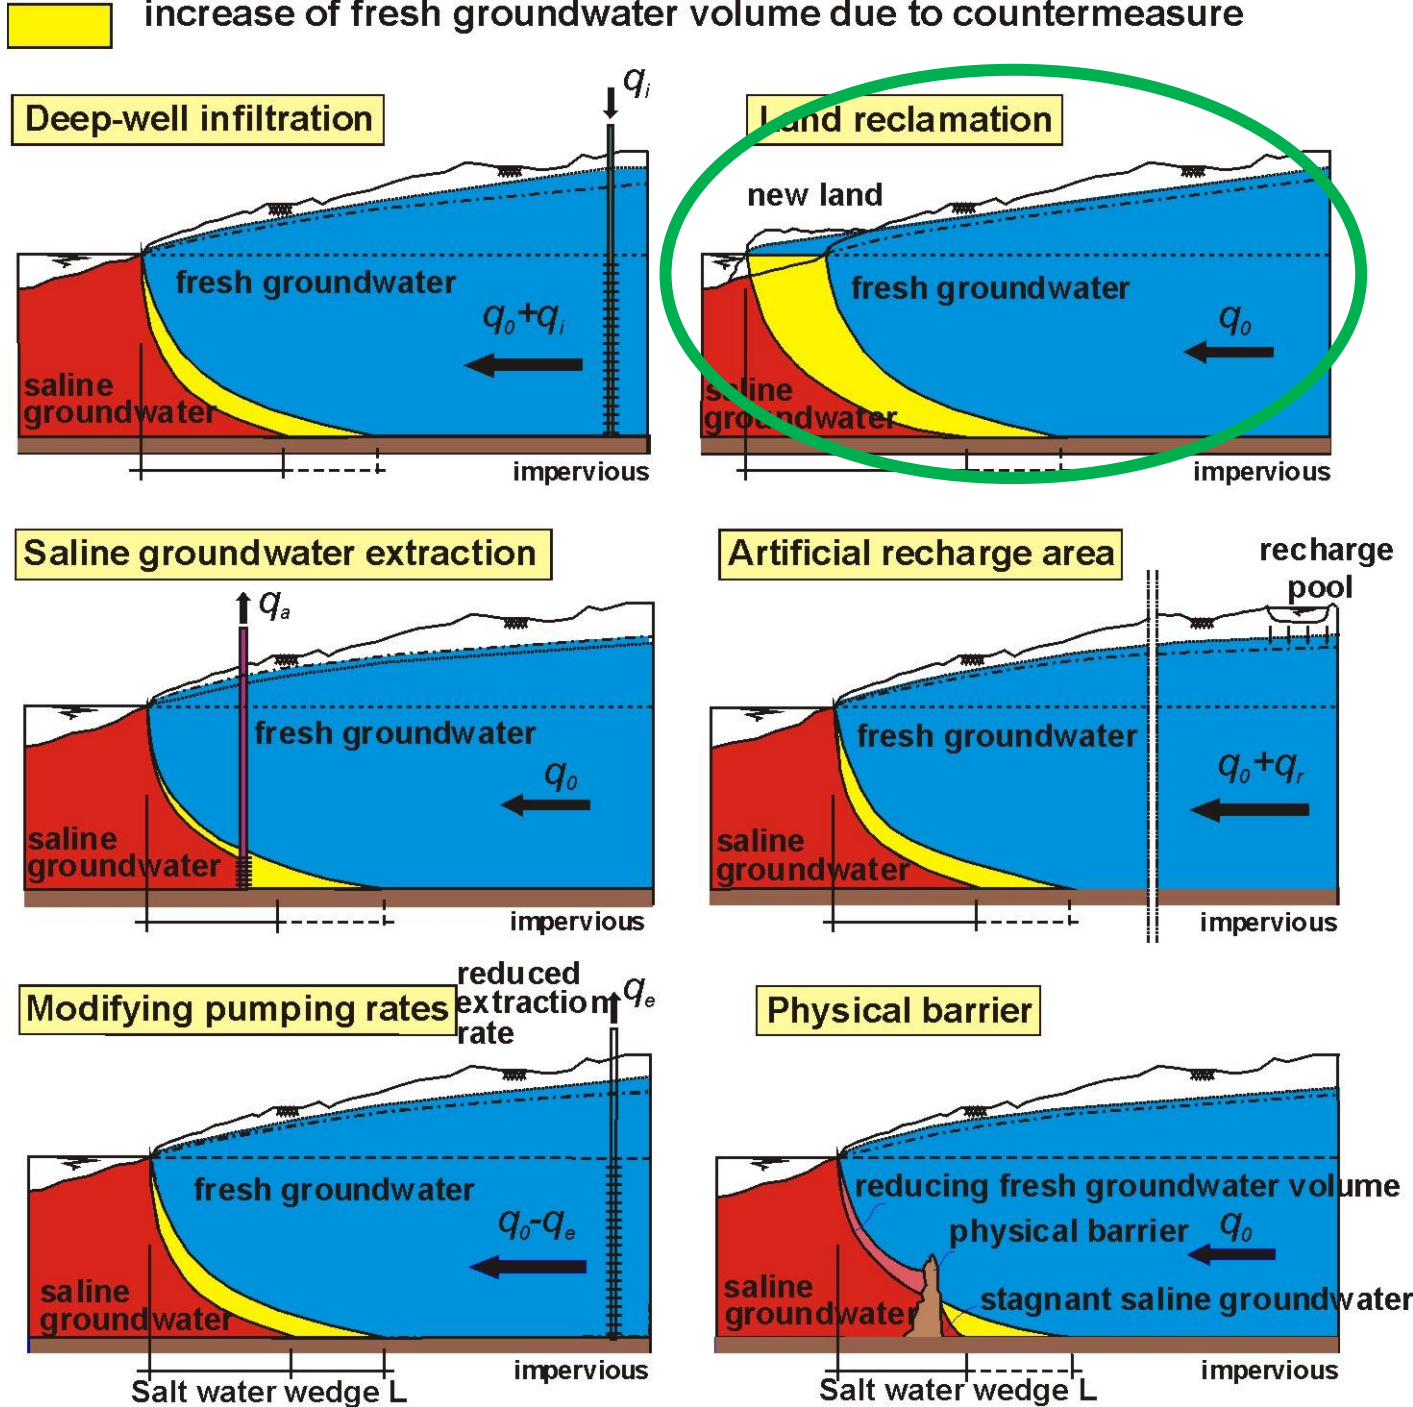 increase of fresh groundwater volume due to countermeasure
Deep-well infiltration
qi
fresh groundwater
q0+qi
saline
groundwater
impervious
Land reclamation
new land
fresh groundwater
q0
saline
groundwater
impervious
Saline groundwater extraction
qa
fresh groundwater
q0
saline
groundwater
impervious
Artificial recharge area
recharge
pool
fresh groundwater
q0+qr
saline
groundwater
impervious
Modifying pumping rates
reduced
extraction
rate
qe
fresh groundwater
q0-qe
saline
groundwater
impervious
Salt water wedge L
Physical barrier
reducing fresh groundwater volume
physical barrier
q0
stagnant saline groundwater
saline
groundwater
impervious
Salt water wedge L